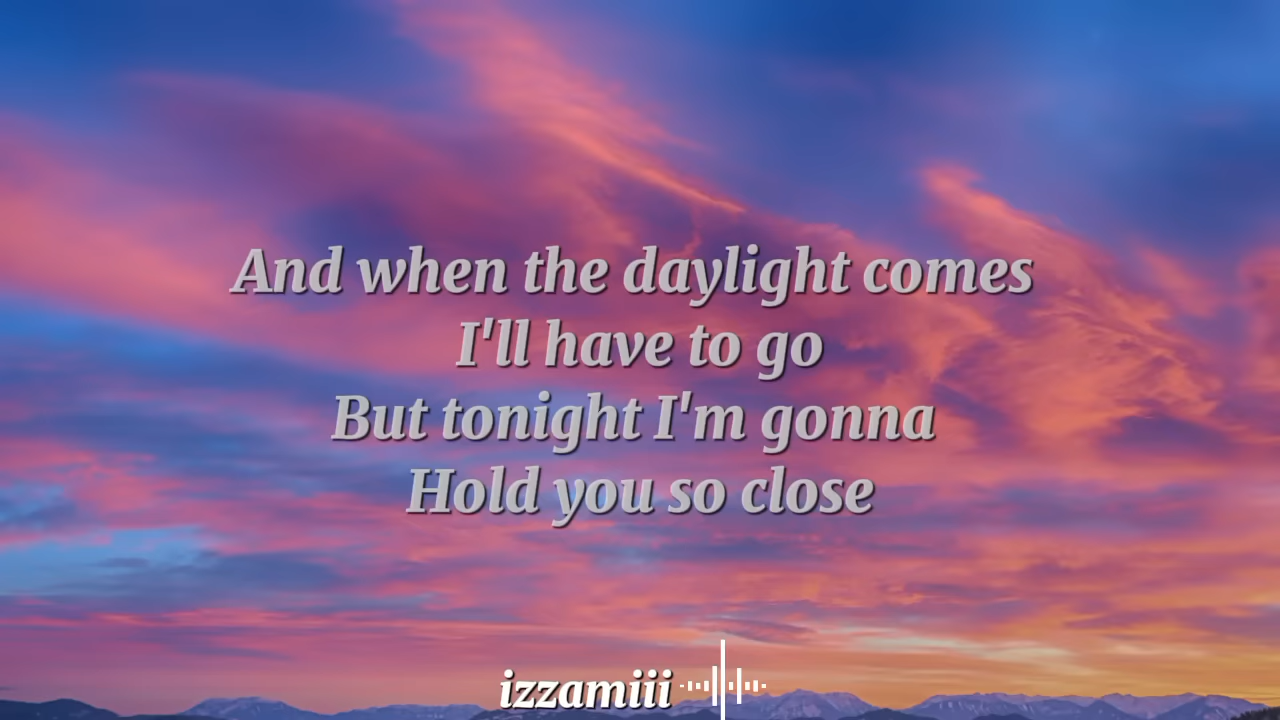 And when the daylight comes
I'll have to go
But tonight I'm gonna
Hold you so close
izzamiii